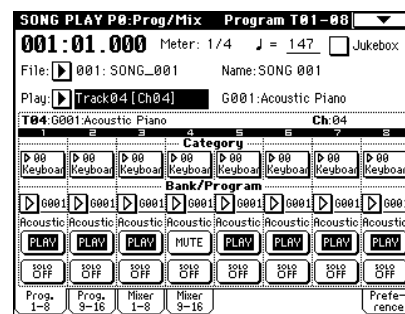 SONG PLAY P0:Prog/Mix Program T01-08
001:01.000 Meter: 1/4 ♩ = 147 Jukebox
File: 001: SONG_001 Name:SONG 001
Play: Track04[Ch04] G001:Acoustic Piano
T04:G001:Acoustic Piano Ch:04
1 2 3 4 5 6 7 8
Category
00 00 00 00 00 00 00 00
Keyboar Keyboar Keyboar Keyboar Keyboar Keyboar Keyboar Keyboar
Bank/Program
G001 G001 G001 G001 G001 G001 G001 G001
Acoustic Acoustic Acoustic Acoustic Acoustic Acoustic Acoustic Acoustic
PLAY PLAY PLAY MUTE PLAY PLAY PLAY PLAY
SOLO SOLO SOLO SOLO SOLO SOLO SOLO SOLO
OFF OFF OFF OFF OFF OFF OFF OFF
Prog. Prog. Mixer Mixer Prefe-
1-8 9-16 1-8 9-16 rence